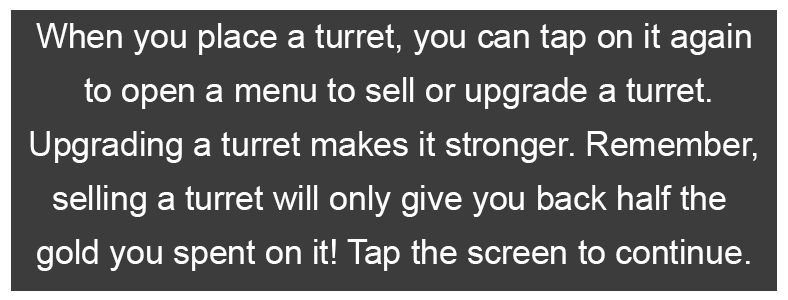 When you place a turret, you can tap on it again
to open a menu to sell or upgrade a turret.
Upgrading a turret makes it stronger. Remember,
selling a turret will only give you back half the
gold you spent on it! Tap the screen to continue.